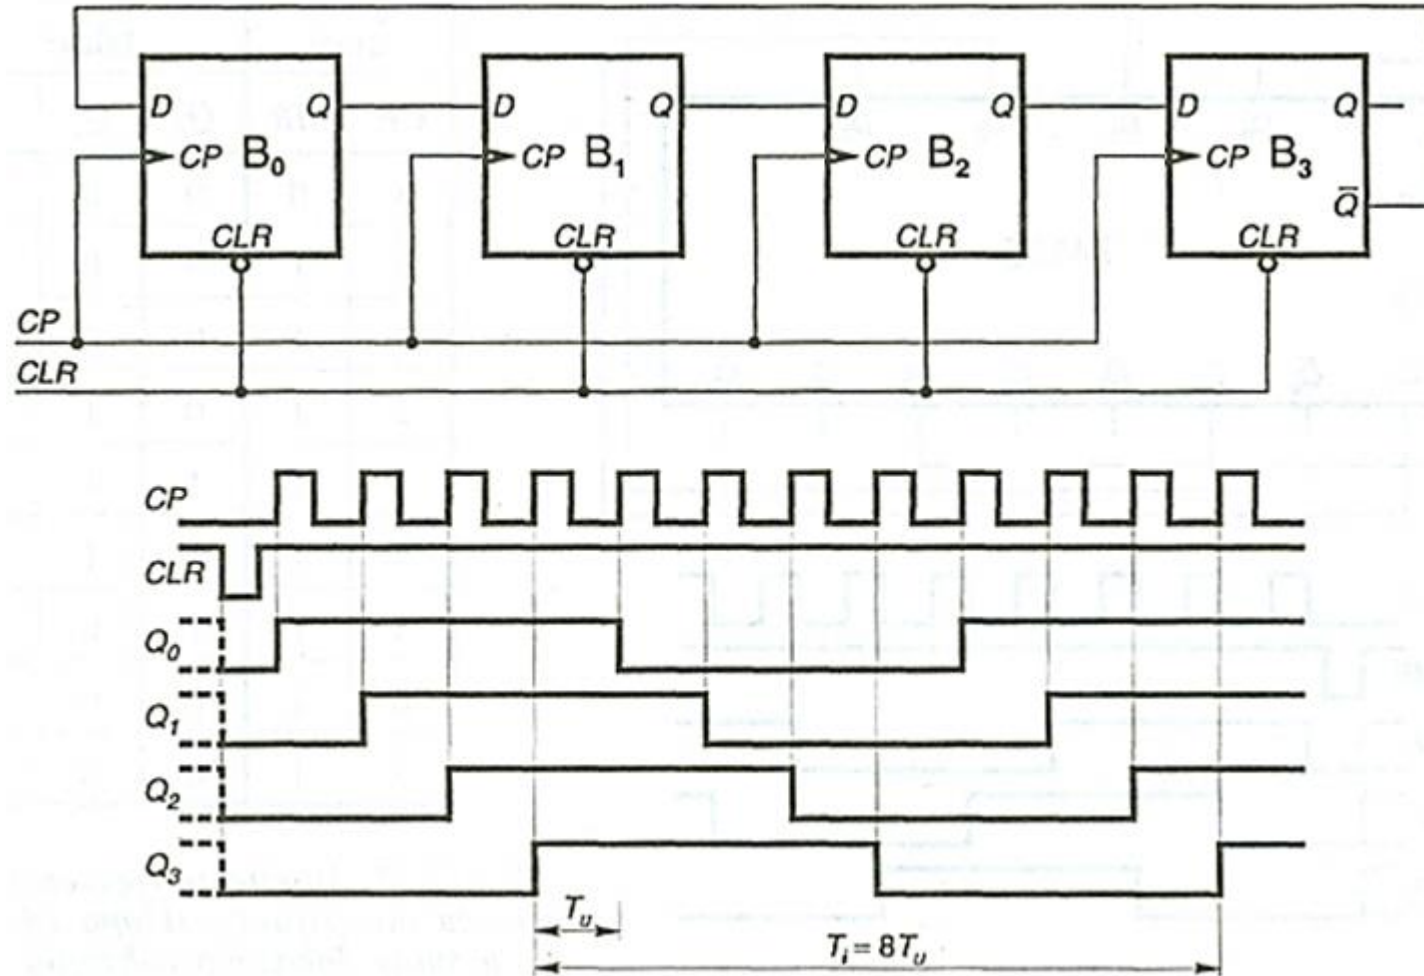 D Q D Q D Q D Q
CP B₀ CP B₁ CP B₂ CP B₃
Q̄
CLR CLR CLR CLR
CP
CLR
CP
CLR
Q₀
Q₁
Q₂
Q₃
Tᵤ
Tᵢ = 8Tᵤ